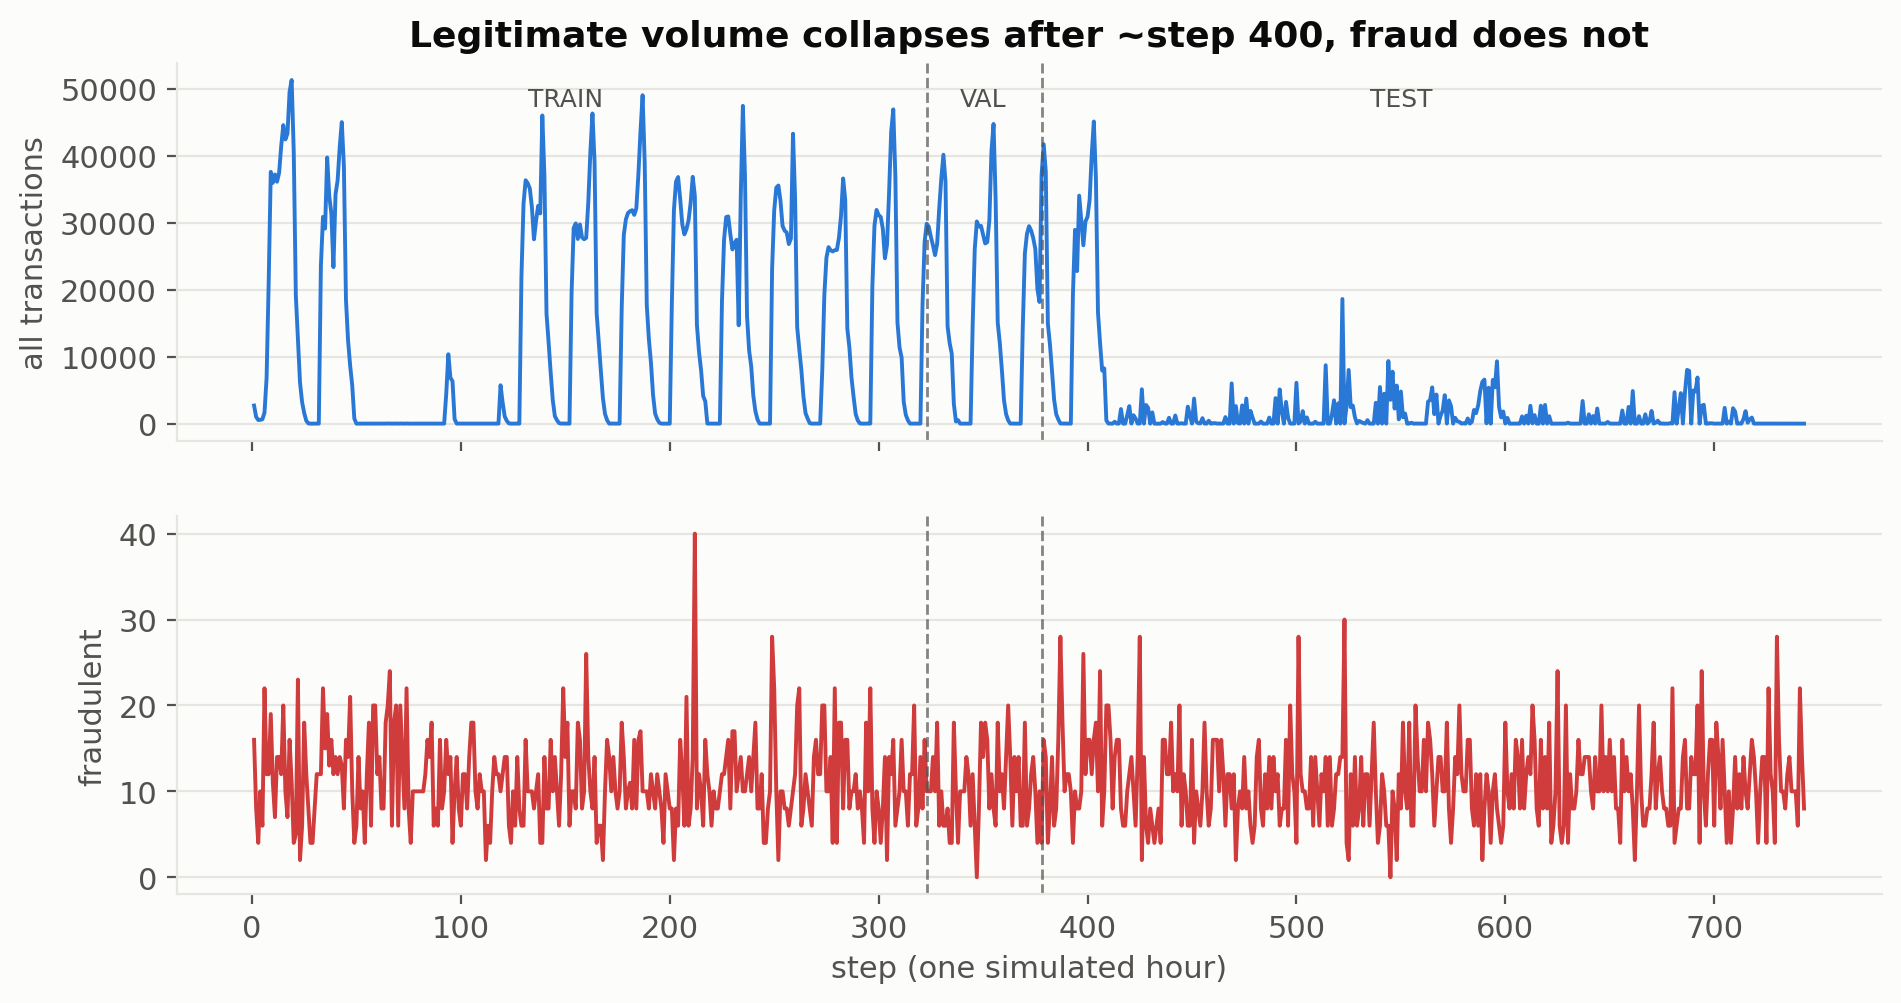 Legitimate volume collapses after ~step 400, fraud does not
TRAIN
VAL
TEST
all transactions
50000
40000
30000
20000
10000
0
fraudulent
40
30
20
10
0
0 100 200 300 400 500 600 700
step (one simulated hour)